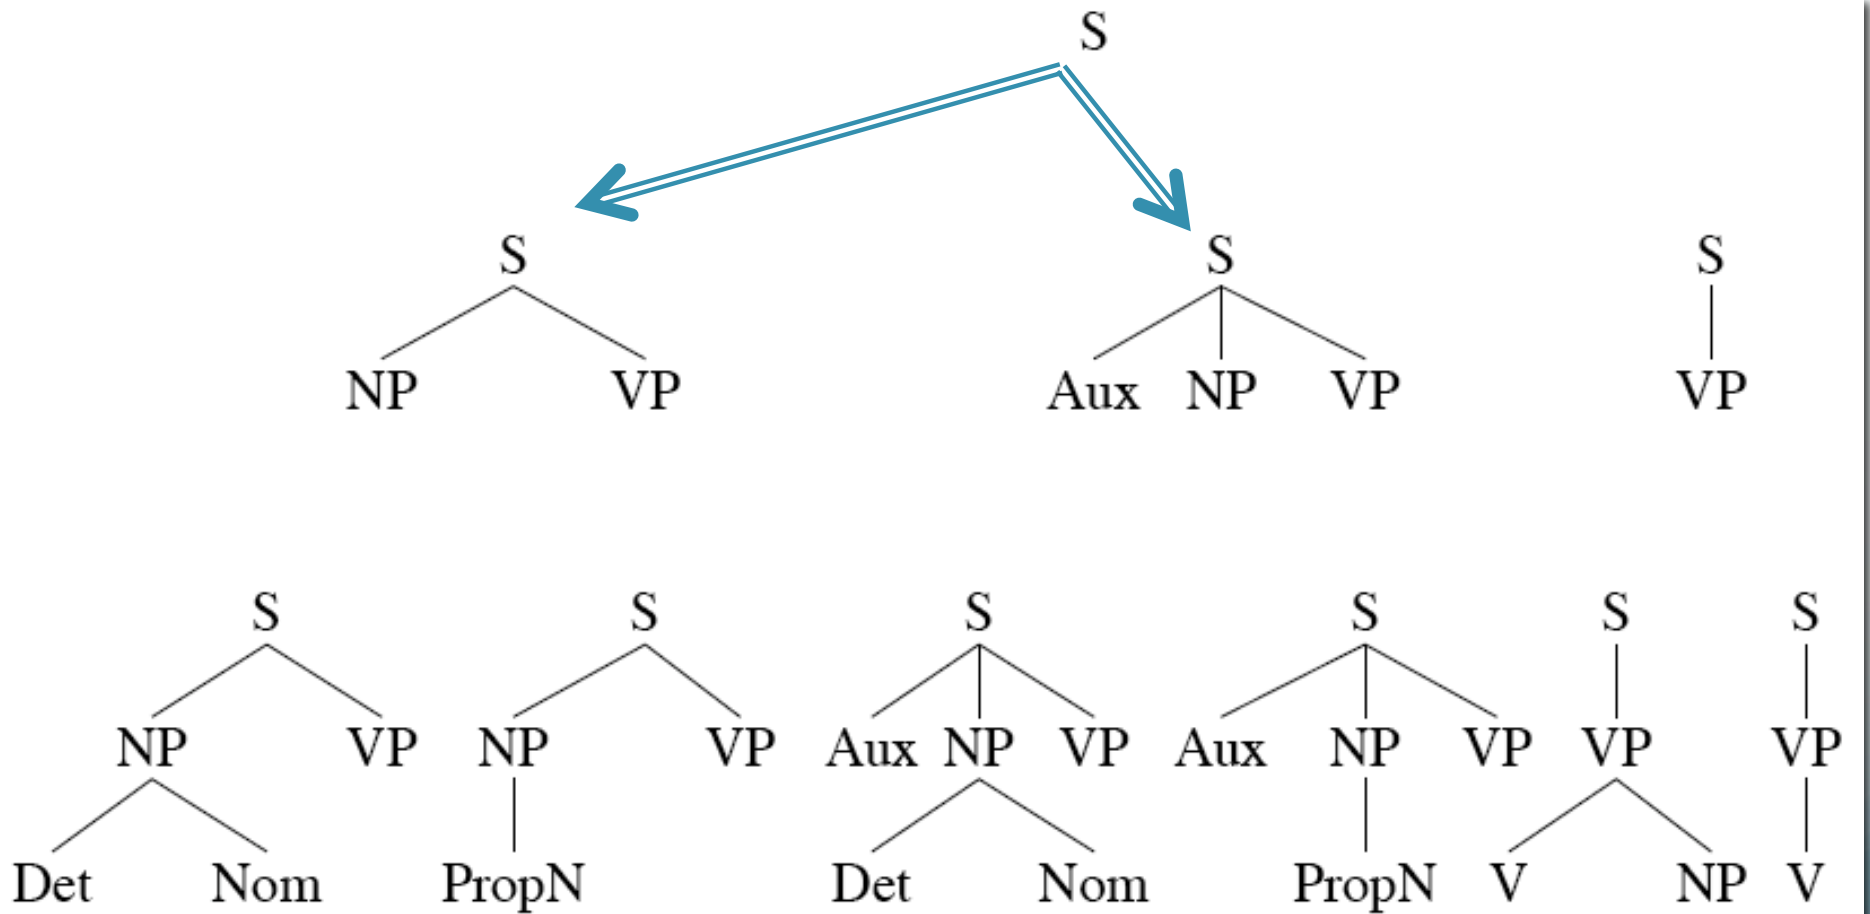 S
S S S
NP VP Aux NP VP VP
S S S S S S
NP VP NP VP Aux NP VP Aux NP VP VP VP
Det Nom PropN Det Nom PropN V NP V